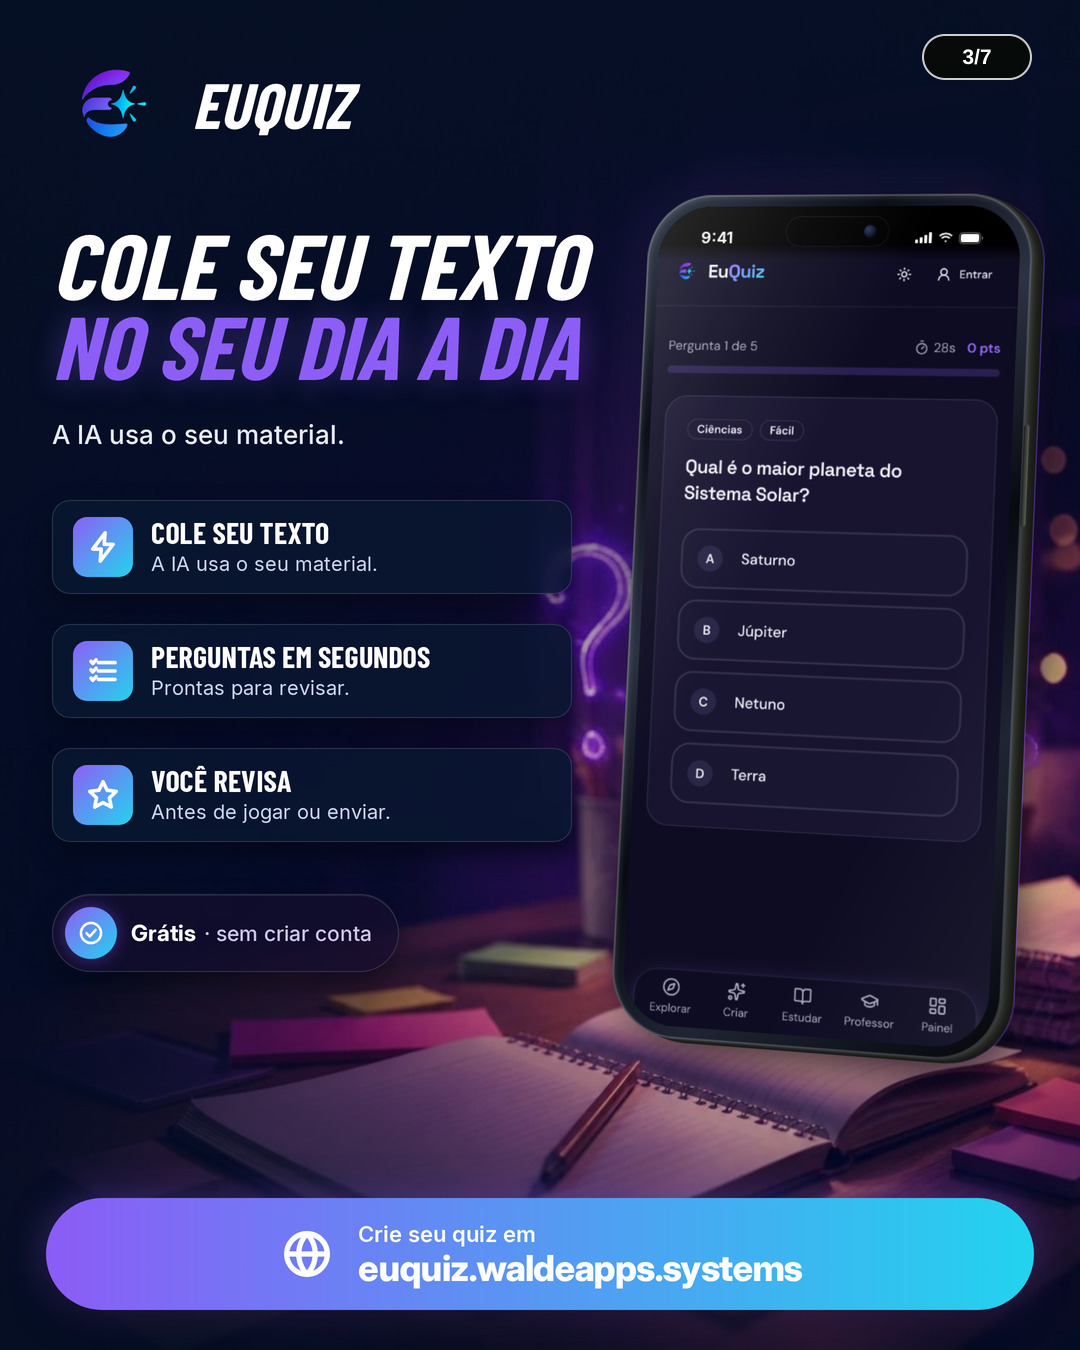 3/7
EUQUIZ
COLE SEU TEXTO
NO SEU DIA A DIA
A IA usa o seu material.
COLE SEU TEXTO
A IA usa o seu material.
PERGUNTAS EM SEGUNDOS
Prontas para revisar.
VOCÊ REVISA
Antes de jogar ou enviar.
Grátis · sem criar conta
9:41
EuQuiz
Entrar
Pergunta 1 de 5
28s 0 pts
Ciências Fácil
Qual é o maior planeta do
Sistema Solar?
A Saturno
B Júpiter
C Netuno
D Terra
Explorar Criar Estudar Professor Painel
Crie seu quiz em
euquiz.waldeapps.systems